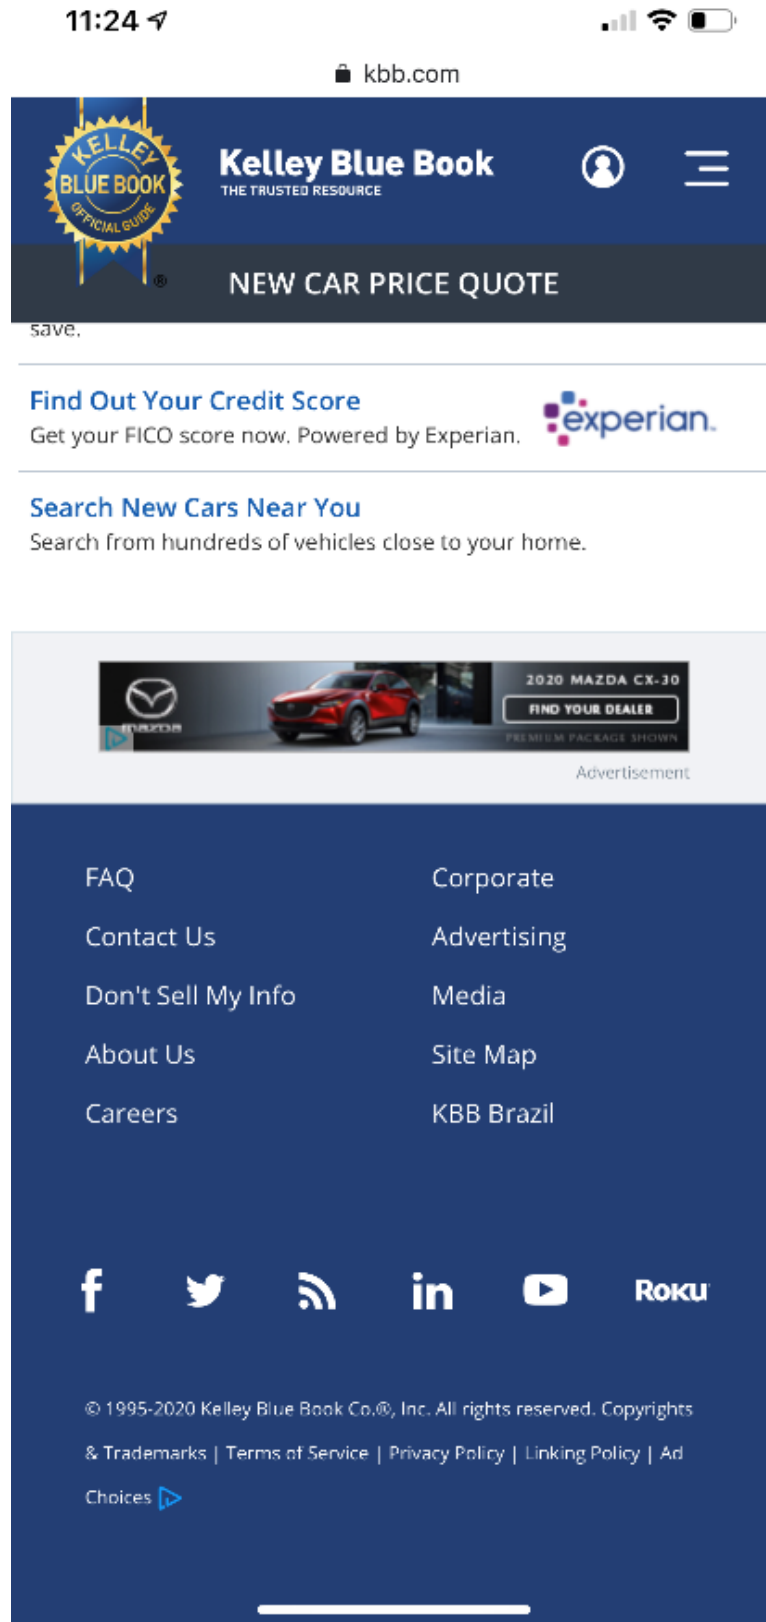 11:24
kbb.com
KELLEY
BLUE BOOK
OFFICIAL GUIDE
®
Kelley Blue Book
THE TRUSTED RESOURCE
NEW CAR PRICE QUOTE
save.
Find Out Your Credit Score
Get your FICO score now. Powered by Experian.
experian.
Search New Cars Near You
Search from hundreds of vehicles close to your home.
mazda
2020 MAZDA CX-30
FIND YOUR DEALER
PREMIUM PACKAGE SHOWN
Advertisement
FAQ
Corporate
Contact Us
Advertising
Don't Sell My Info
Media
About Us
Site Map
Careers
KBB Brazil
f
in
ROKU
© 1995-2020 Kelley Blue Book Co.®, Inc. All rights reserved. Copyrights
& Trademarks | Terms of Service | Privacy Policy | Linking Policy | Ad
Choices